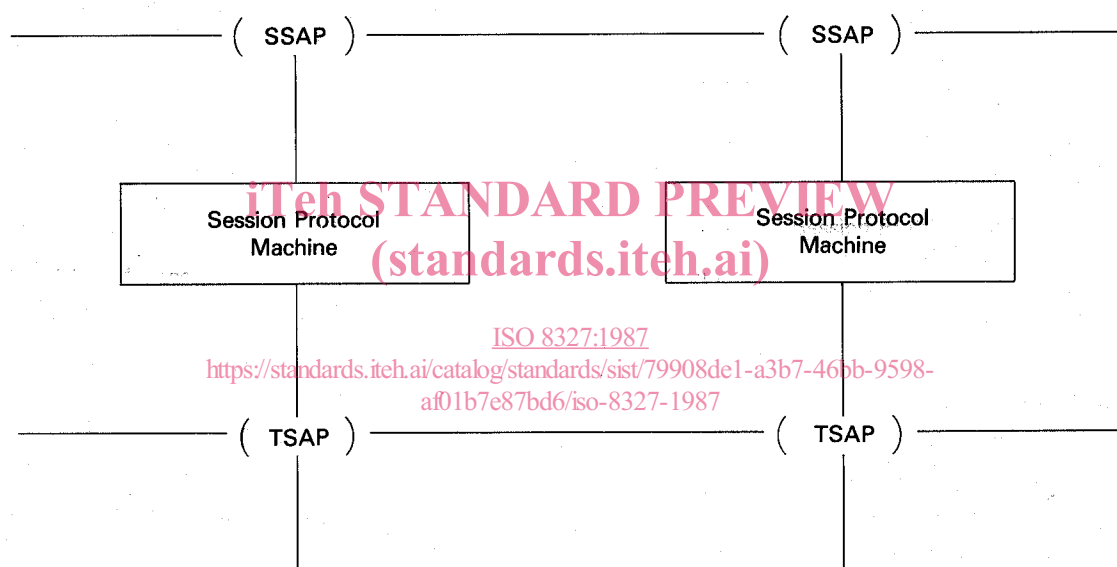 ( SSAP )
( SSAP )
iTeh STANDARD PREVIEW
Session Protocol
Machine
Session Protocol
Machine
(standards.iteh.ai)
ISO 8327:1987
https://standards.iteh.ai/catalog/standards/sist/79908de1-a3b7-46bb-9598-
af01b7e87bd6/iso-8327-1987
( TSAP )
( TSAP )